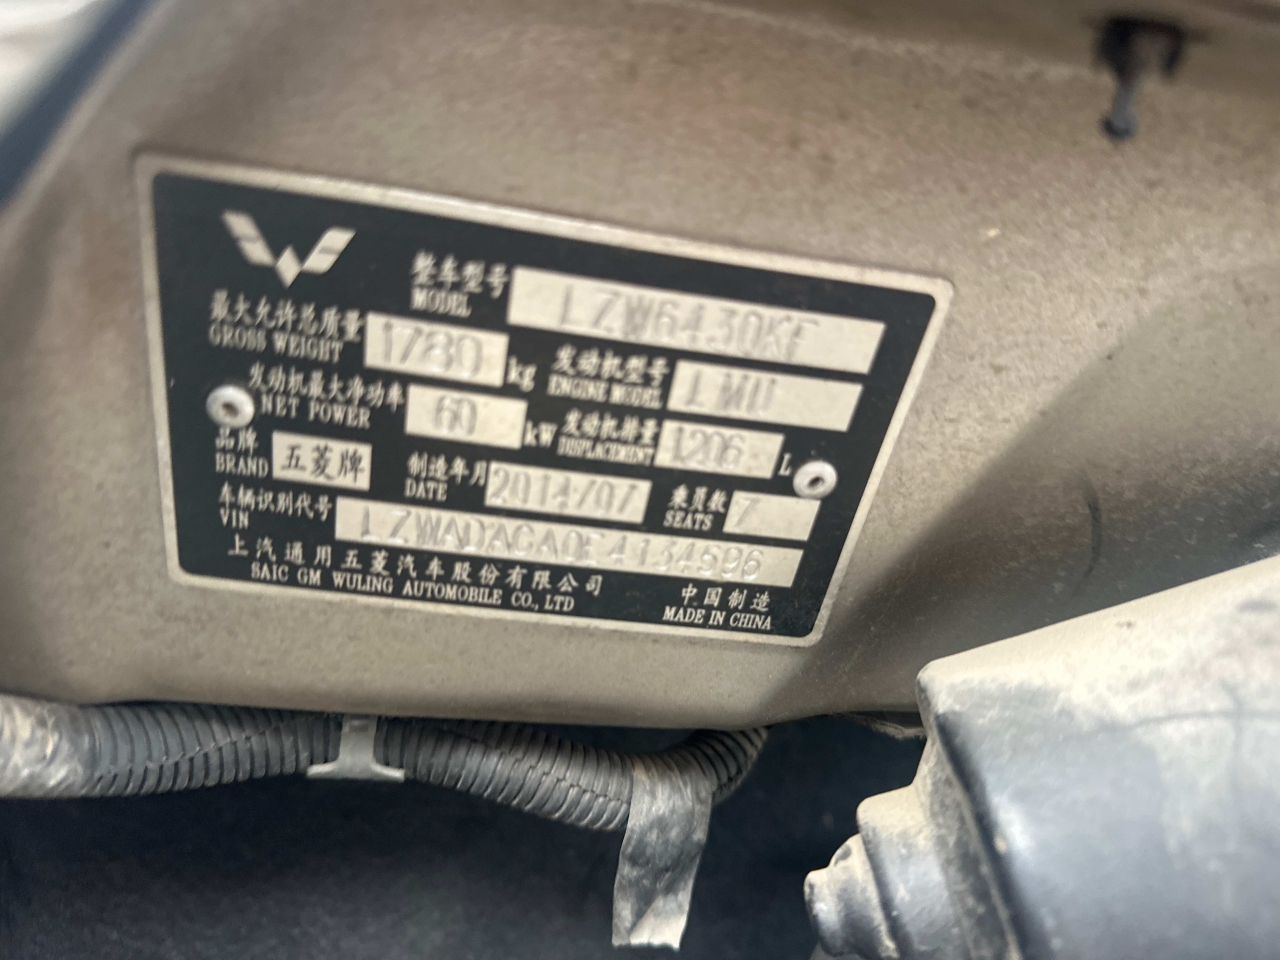 整车型号 LZW6430KF
MODEL
最大允许总质量 1780 kg
GROSS WEIGHT
发动机型号 LMU
ENGINE MODEL
发动机最大净功率 60 kW
NET POWER
发动机排量 1206 L
DISPLACEMENT
品牌 五菱牌
BRAND
制造年月 2014/07
DATE
乘员数 7
SEATS
车辆识别代号
VIN
上汽通用五菱汽车股份有限公司
SAIC GM WULING AUTOMOBILE CO., LTD
中国制造
MADE IN CHINA